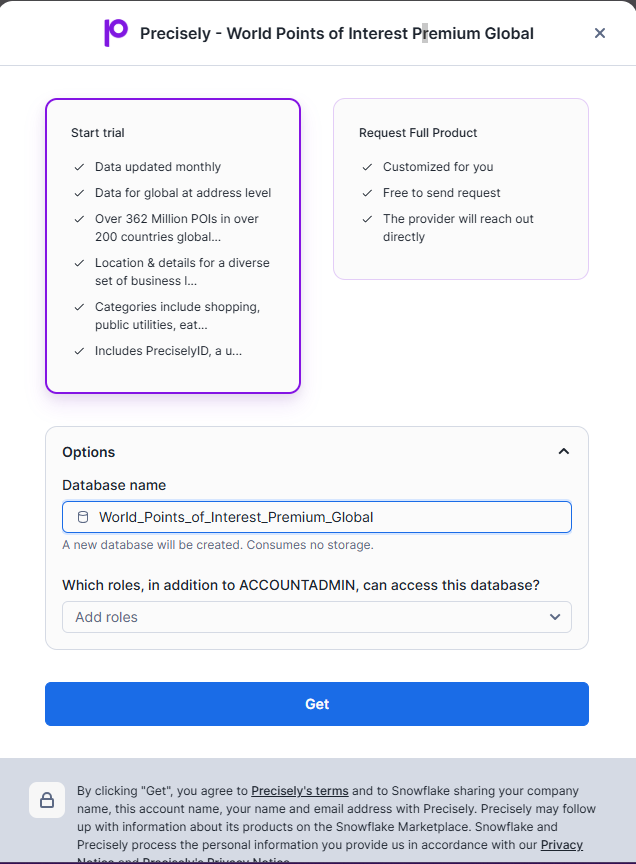 Precisely - World Points of Interest Premium Global
Start trial
Data updated monthly
Data for global at address level
Over 362 Million POIs in over
200 countries global...
Location & details for a diverse
set of business l...
Categories include shopping,
public utilities, eat...
Includes PreciselyID, a u...
Request Full Product
Customized for you
Free to send request
The provider will reach out
directly
Options
Database name
World_Points_of_Interest_Premium_Global
A new database will be created. Consumes no storage.
Which roles, in addition to ACCOUNTADMIN, can access this database?
Add roles
Get
By clicking "Get", you agree to Precisely's terms and to Snowflake sharing your company
name, this account name, your name and email address with Precisely. Precisely may follow
up with information about its products on the Snowflake Marketplace. Snowflake and
Precisely process the personal information you provide us in accordance with our Privacy
Notice and Precisely's Privacy Notice.